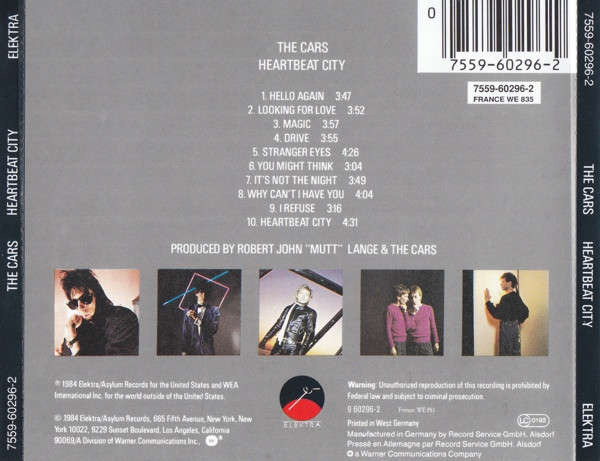 ELEKTRA
HEARTBEAT CITY
THE CARS
7559-60296-2
THE CARS
HEARTBEAT CITY
1. HELLO AGAIN 3:47
2. LOOKING FOR LOVE 3:52
3. MAGIC 3:57
4. DRIVE 3:55
5. STRANGER EYES 4:26
6. YOU MIGHT THINK 3:04
7. IT'S NOT THE NIGHT 3:49
8. WHY CAN'T I HAVE YOU 4:04
9. I REFUSE 3:16
10. HEARTBEAT CITY 4:31
PRODUCED BY ROBERT JOHN "MUTT" LANGE & THE CARS
0
7559-60296-2
7559-60296-2
FRANCE WE 835
℗ 1984 Elektra/Asylum Records for the United States and WEA
International Inc. for the world outside of the United States.
© 1984 Elektra/Asylum Records, 665 Fifth Avenue, New York, New
York 10022, 9229 Sunset Boulevard, Los Angeles, California
90069/A Division of Warner Communications Inc.
ELEKTRA
Warning: Unauthorized reproduction of this recording is prohibited by
Federal law and subject to criminal prosecution.
9 60296-2
Printed in West Germany
LC 0192
Manufactured in Germany by Record Service GmbH, Alsdorf
Pressé en Allemagne par Record Service GmbH, Alsdorf
a Warner Communications Company
7559-60296-2
THE CARS
HEARTBEAT CITY
ELEKTRA